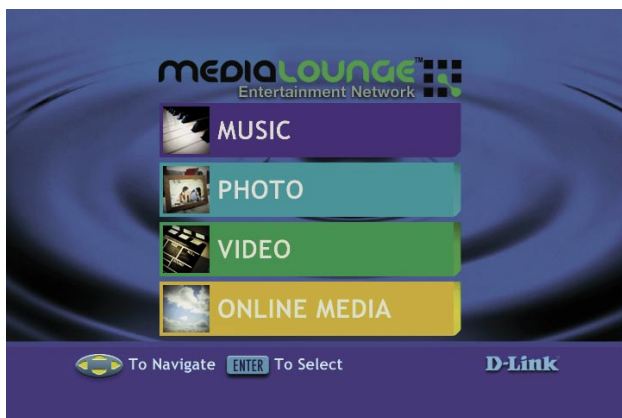 MEDIALOUNGE™
Entertainment Network
MUSIC
PHOTO
VIDEO
ONLINE MEDIA
To Navigate ENTER To Select
D-Link